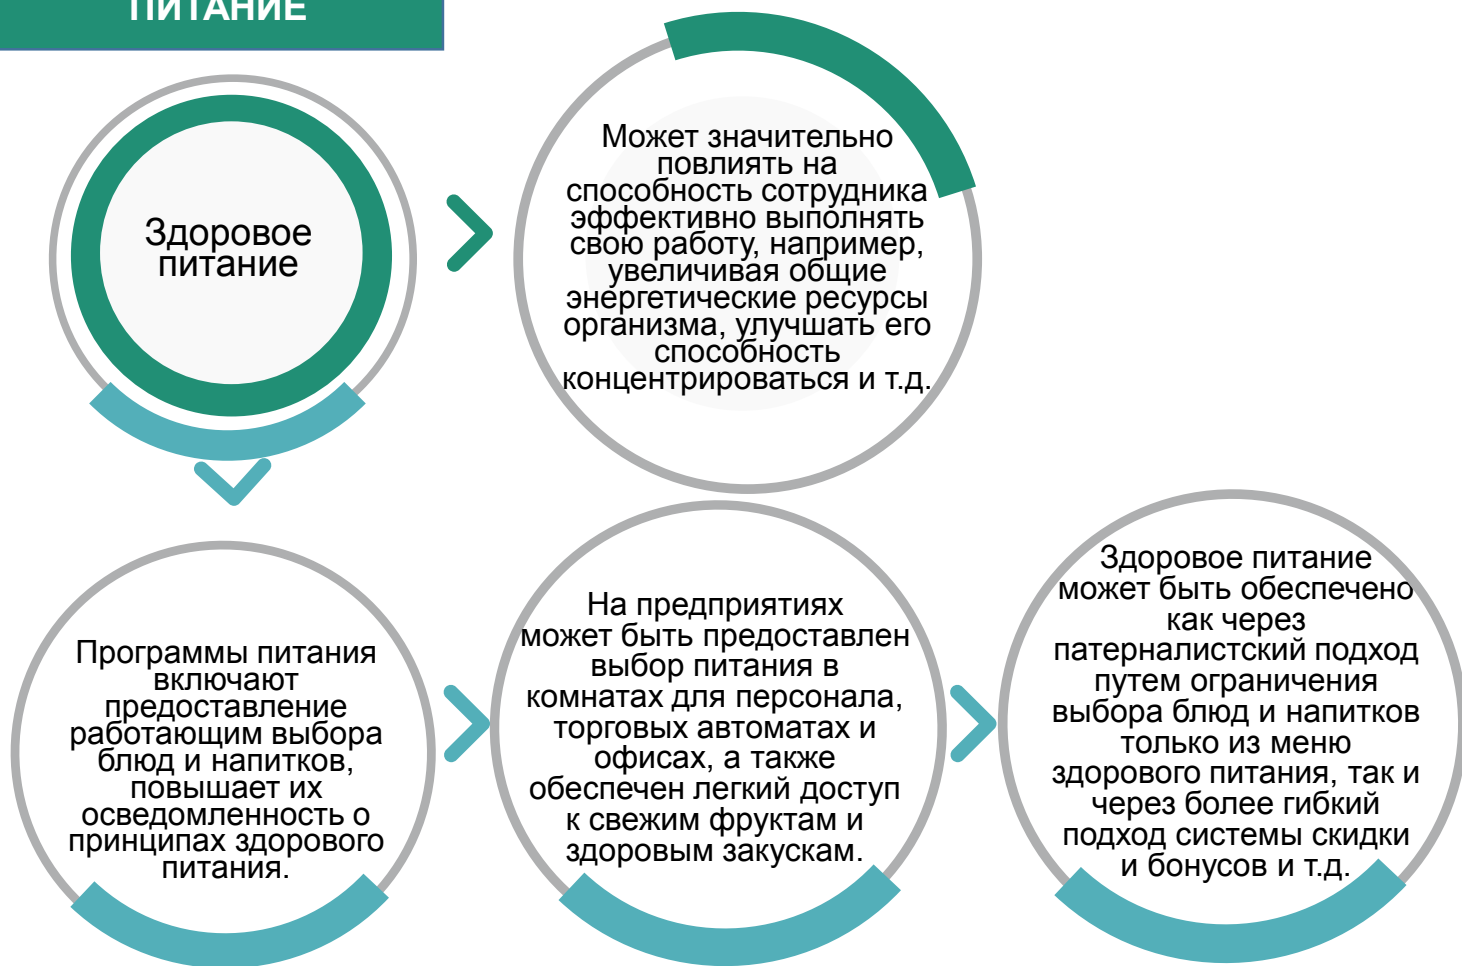 ПИТАНИЕ
Здоровое
питание
Может значительно
повлиять на
способность сотрудника
эффективно выполнять
свою работу, например,
увеличивая общие
энергетические ресурсы
организма, улучшать его
способность
концентрироваться и т.д.
Программы питания
включают
предоставление
работающим выбора
блюд и напитков,
повышает их
осведомленность о
принципах здорового
питания.
На предприятиях
может быть предоставлен
выбор питания в
комнатах для персонала,
торговых автоматах и
офисах, а также
обеспечен легкий доступ
к свежим фруктам и
здоровым закускам.
Здоровое питание
может быть обеспечено
как через
патерналистский подход
путем ограничения
выбора блюд и напитков
только из меню
здорового питания, так и
через более гибкий
подход системы скидки
и бонусов и т.д.